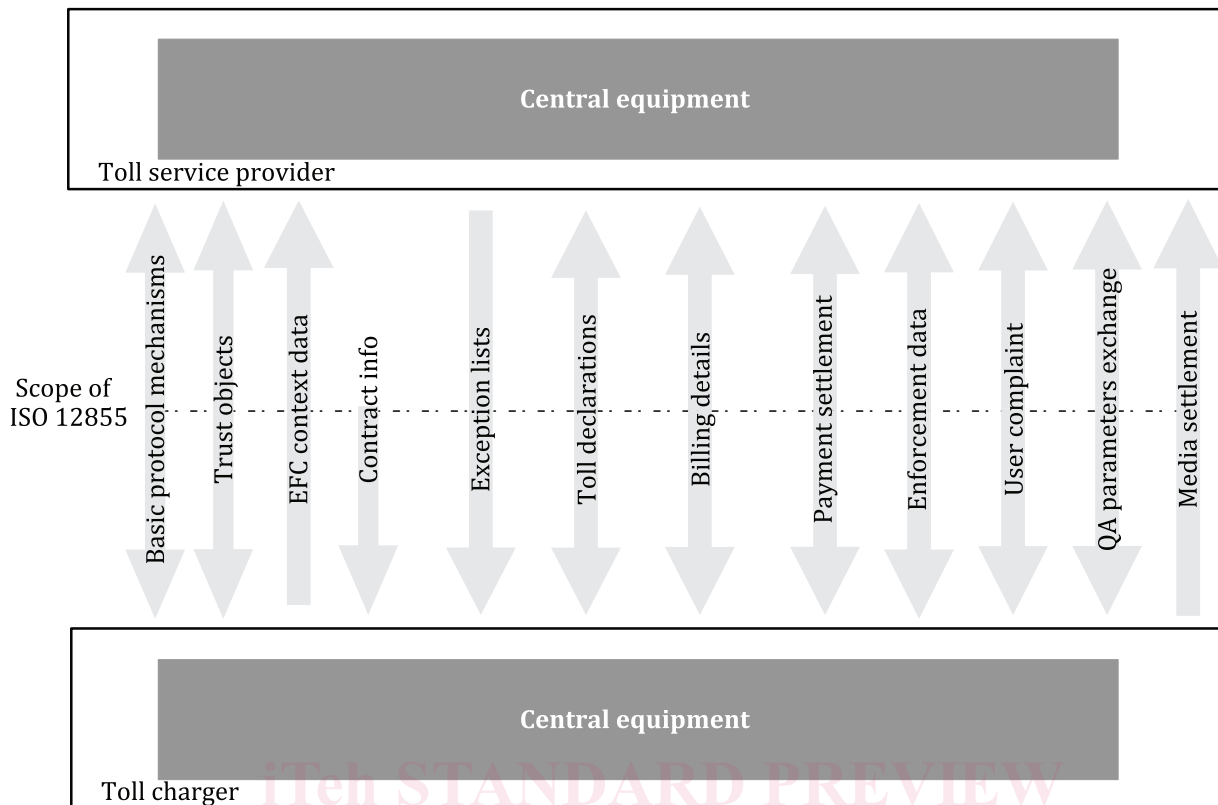 Central equipment
Toll service provider
Basic protocol mechanisms
Trust objects
EFC context data
Contract info
Exception lists
Toll declarations
Billing details
Payment settlement
Enforcement data
User complaint
QA parameters exchange
Media settlement
Scope of
ISO 12855
Central equipment
Toll charger
iTeh STANDARD PREVIEW